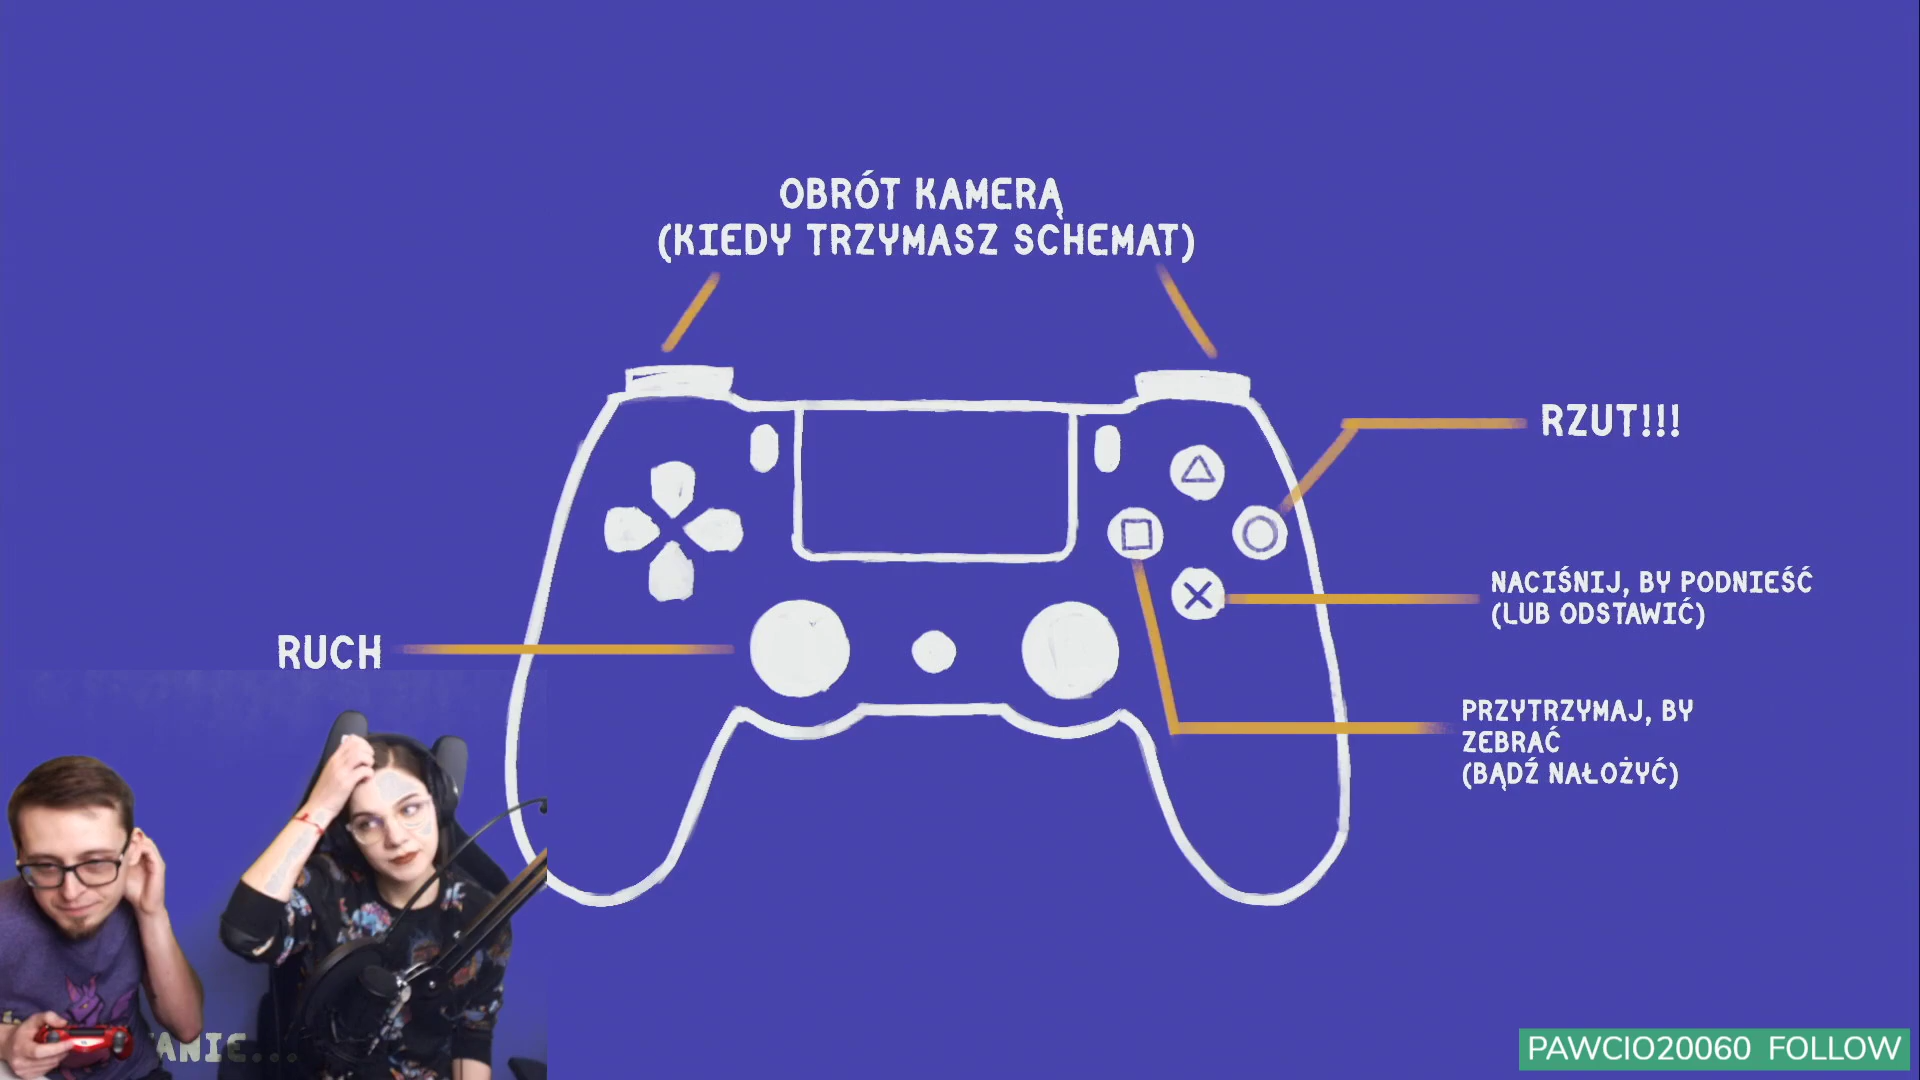 OBRÓT KAMERĄ
(KIEDY TRZYMASZ SCHEMAT)
RZUT!!!
NACIŚNIJ, BY PODNIEŚĆ
(LUB ODSTAWIĆ)
RUCH
PRZYTRZYMAJ, BY
ZEBRAĆ
(BĄDŹ NAŁOŻYĆ)
ANIE...
PAWCIO20060 FOLLOW